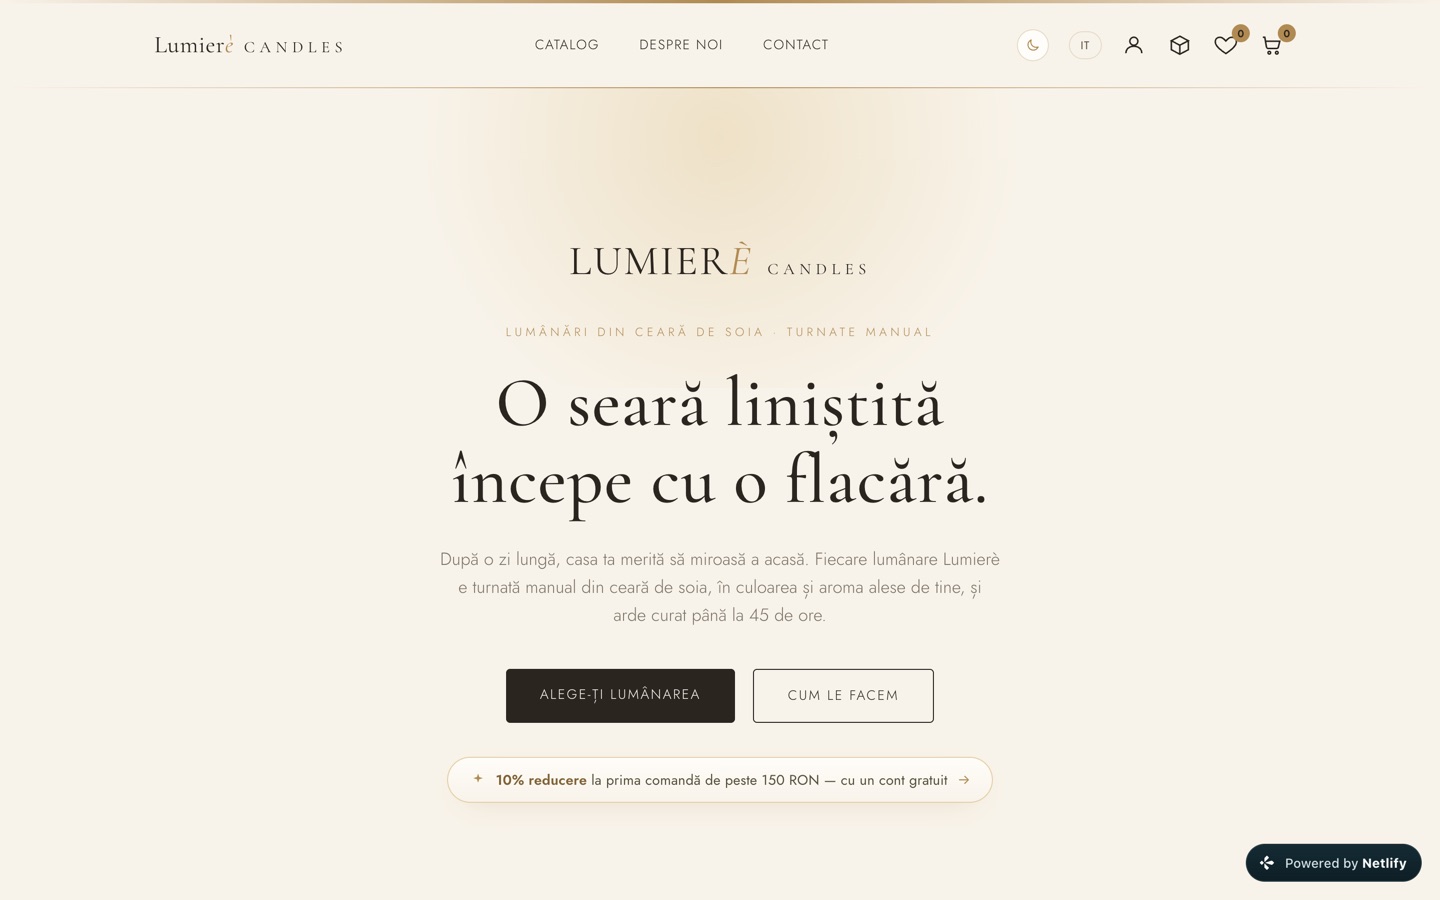 Lumierè CANDLES
CATALOG
DESPRE NOI
CONTACT
IT
0
0
LUMIERÈ CANDLES
LUMÂNĂRI DIN CEARĂ DE SOIA · TURNATE MANUAL
O seară liniștită
începe cu o flacără.
După o zi lungă, casa ta merită să miroasă a acasă. Fiecare lumânare Lumierè
e turnată manual din ceară de soia, în culoarea și aroma alese de tine, și
arde curat până la 45 de ore.
ALEGE-ȚI LUMÂNAREA
CUM LE FACEM
10% reducere la prima comandă de peste 150 RON — cu un cont gratuit →
Powered by Netlify